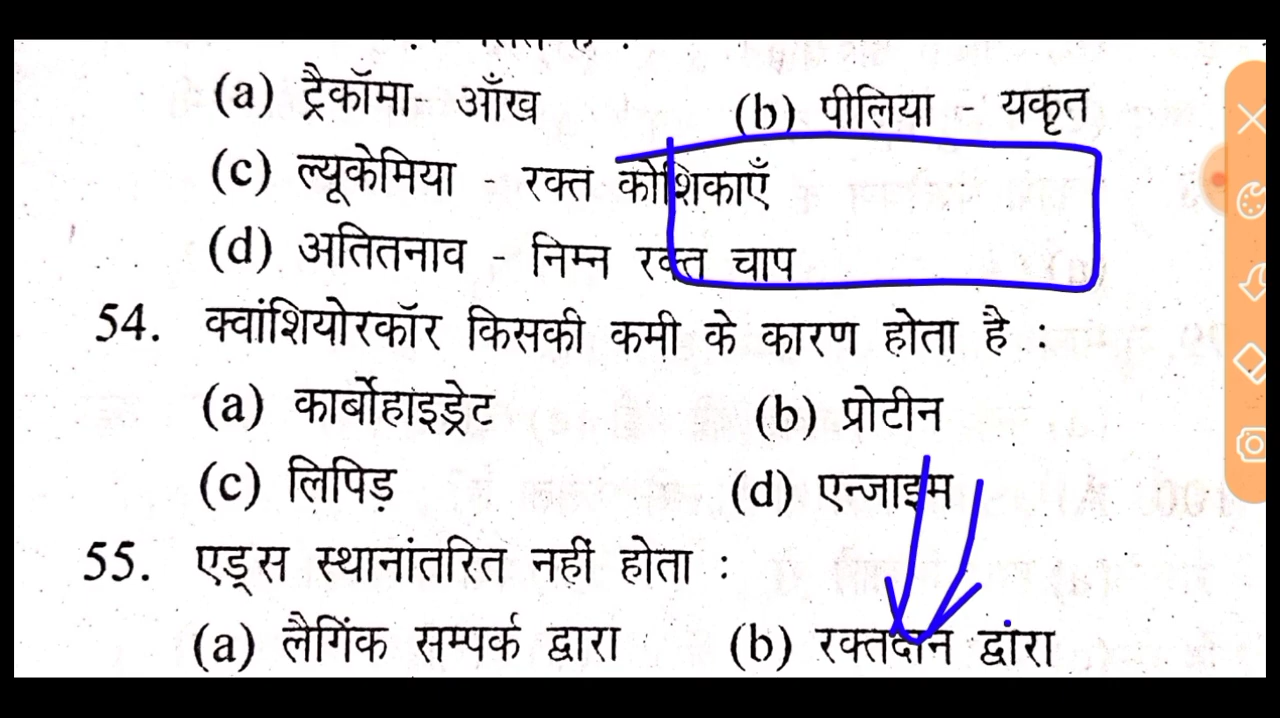 (a) ट्रैकॉमा- आँख (b) पीलिया - यकृत
(c) ल्यूकेमिया - रक्त कोशिकाएँ
(d) अतितनाव - निम्न रक्त चाप
54. क्वांशियोरकॉर किसकी कमी के कारण होता है :
(a) कार्बोहाइड्रेट (b) प्रोटीन
(c) लिपिड़ (d) एन्जाइम
55. एड्स स्थानांतरित नहीं होता :
(a) लैगिंक सम्पर्क द्वारा (b) रक्तदान द्वारा